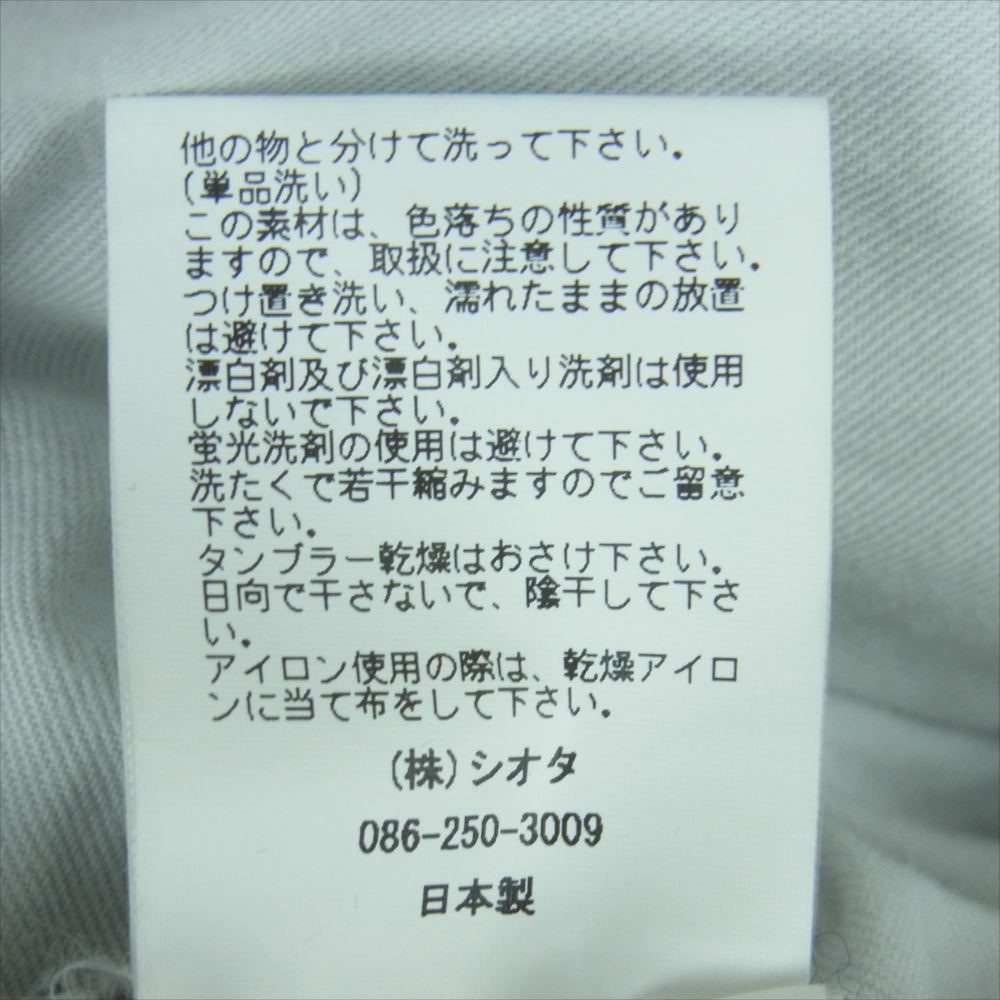 他の物と分けて洗って下さい。
(単品洗い)
この素材は、色落ちの性質があり
ますので、取扱に注意して下さい。
つけ置き洗い、濡れたままの放置
は避けて下さい。
漂白剤及び漂白剤入り洗剤は使用
しないで下さい。
蛍光洗剤の使用は避けて下さい。
洗たくで若干縮みますのでご留意
下さい。
タンブラー乾燥はおさけ下さい。
日向で干さないで、陰干して下さ
い。
アイロン使用の際は、乾燥アイロ
ンに当て布をして下さい。
(株)シオタ
086-250-3009
日本製